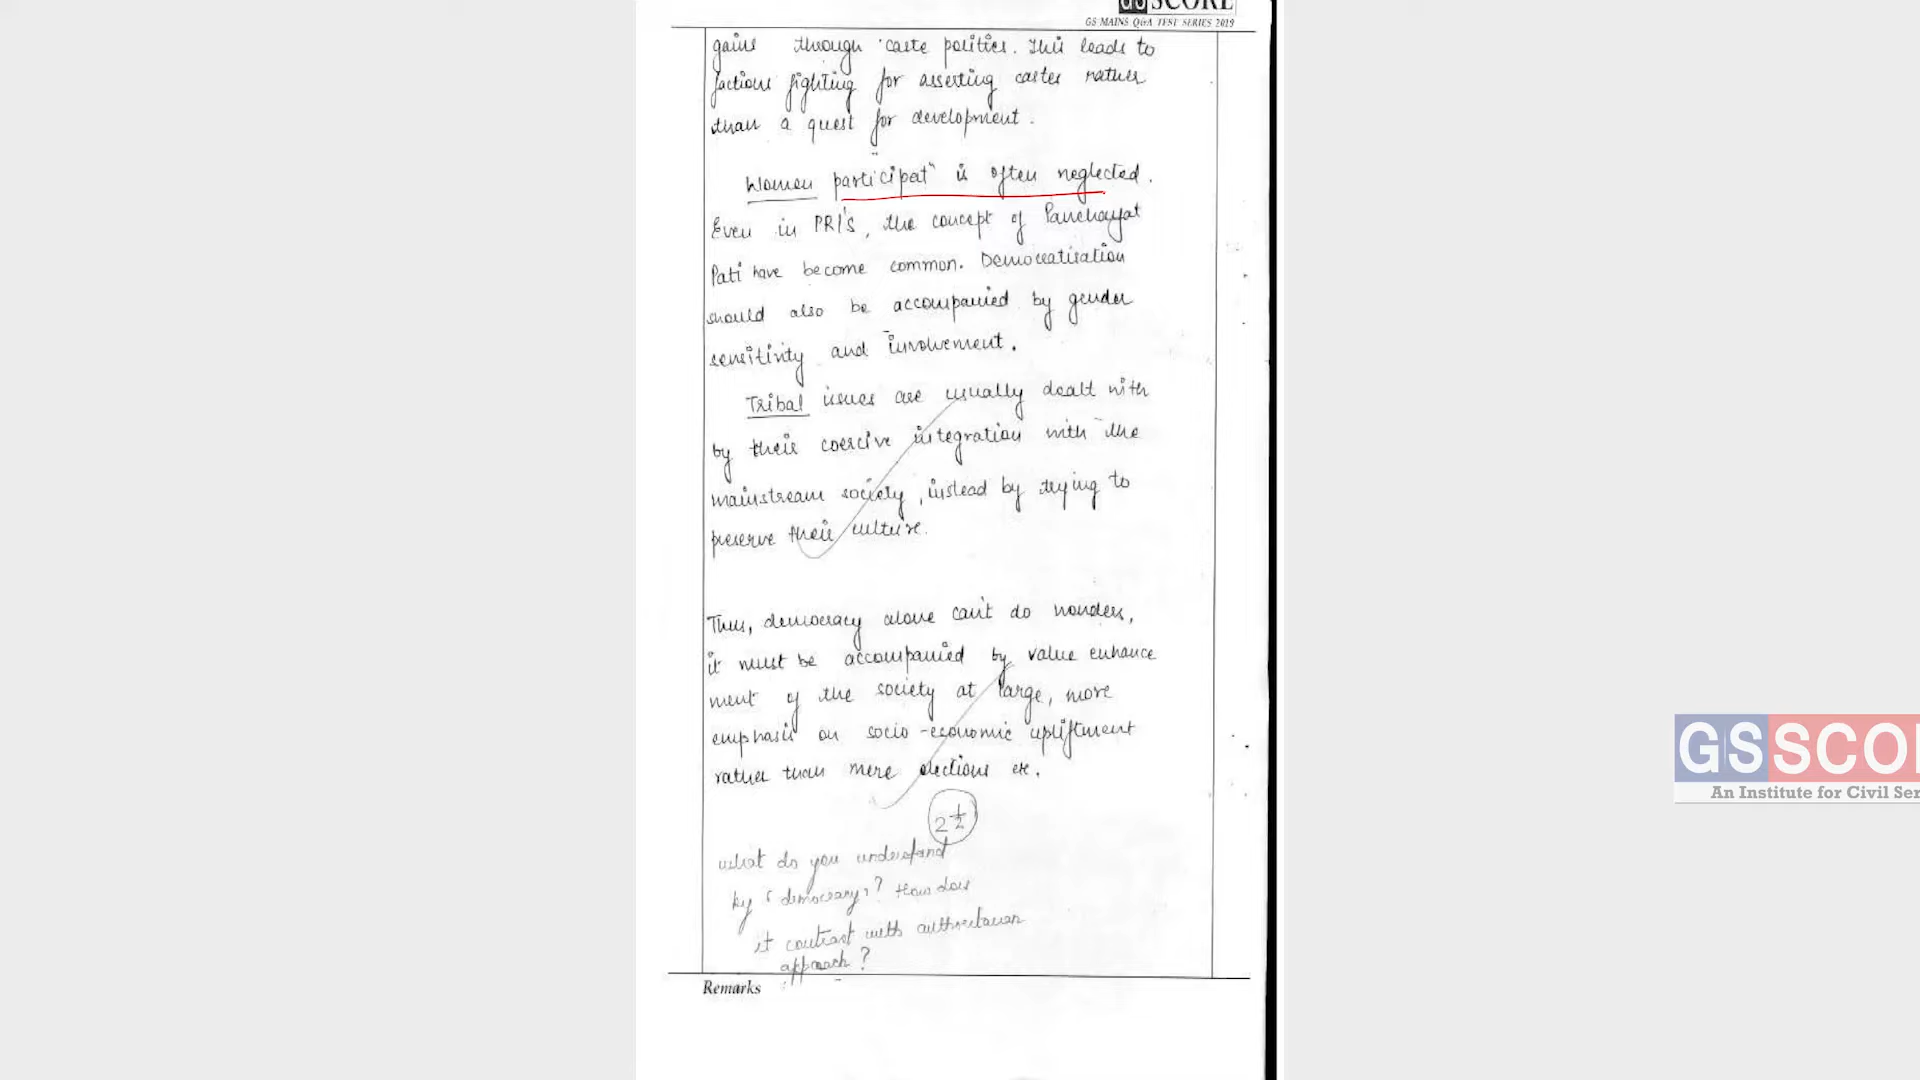 GS SCORE
GS MAINS Q&A TEST SERIES 2019
gains through caste politics. This leads to
factions fighting for asserting castes rather
than a quest for development.
Women participatn is often neglected.
Even in PRI's, the concept of Panchayat
Pati have become common. Democratisation
should also be accompanied by gender
sensitivity and involvement.
Tribal issues are usually dealt with
by their coercive integration with the
mainstream society, instead by trying to
preserve their culture.
Thus, democracy alone can't do wonders,
it must be accompanied by value enhance
ment of the society at large, more
emphasis on socio-economic upliftment
rather than mere elections etc.
2 1/2
what do you understand
by 'democracy'? How does
it contrast with authoritarian
approach?
Remarks
GSSCO
An Institute for Civil Ser